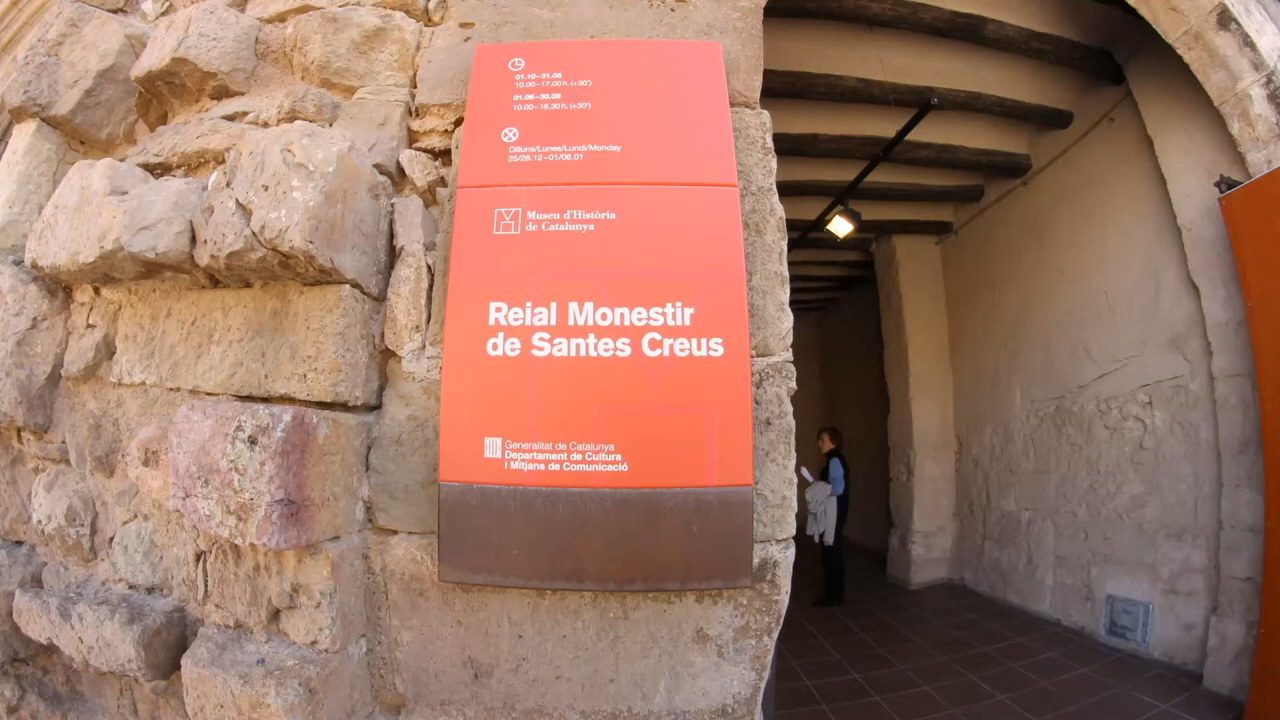 01.10-31.05
10.00-17.00 h. (+30')
01.06-30.09
10.00-18.30 h. (+30')
Dilluns/Lunes/Lundi/Monday
25/26.12-01/06.01
Museu d'Història
de Catalunya
Reial Monestir
de Santes Creus
Generalitat de Catalunya
Departament de Cultura
i Mitjans de Comunicació